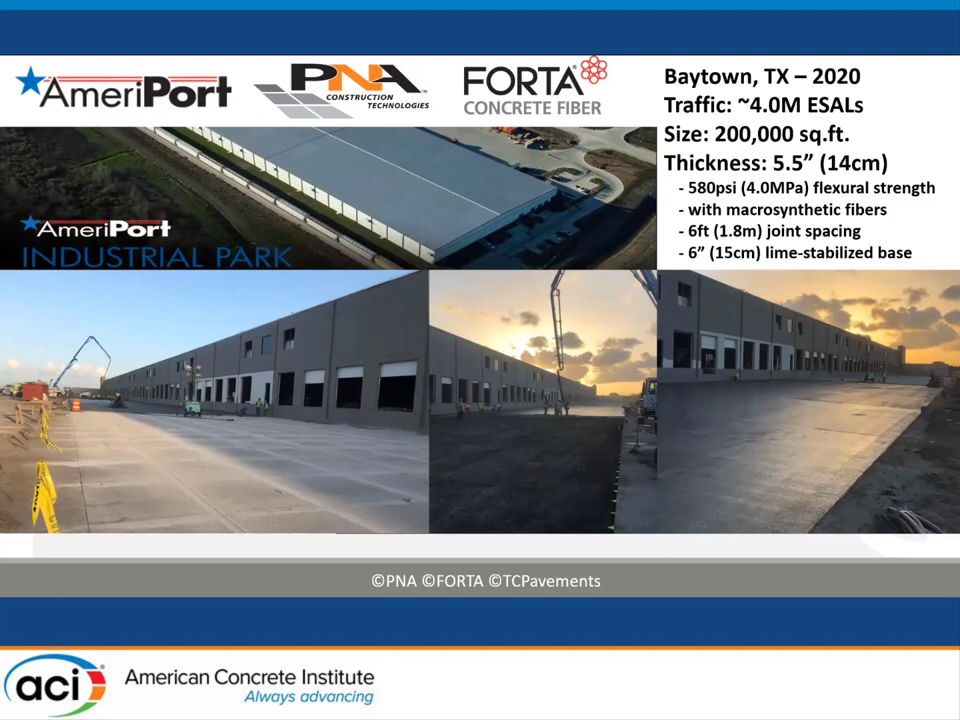 AmeriPort
PNA
CONSTRUCTION
TECHNOLOGIES™
FORTA®
CONCRETE FIBER
Baytown, TX – 2020
Traffic: ~4.0M ESALs
Size: 200,000 sq.ft.
Thickness: 5.5” (14cm)
- 580psi (4.0MPa) flexural strength
- with macrosynthetic fibers
- 6ft (1.8m) joint spacing
- 6” (15cm) lime-stabilized base
AmeriPort
INDUSTRIAL PARK
©PNA ©FORTA ©TCPavements
aci®
American Concrete Institute
Always advancing